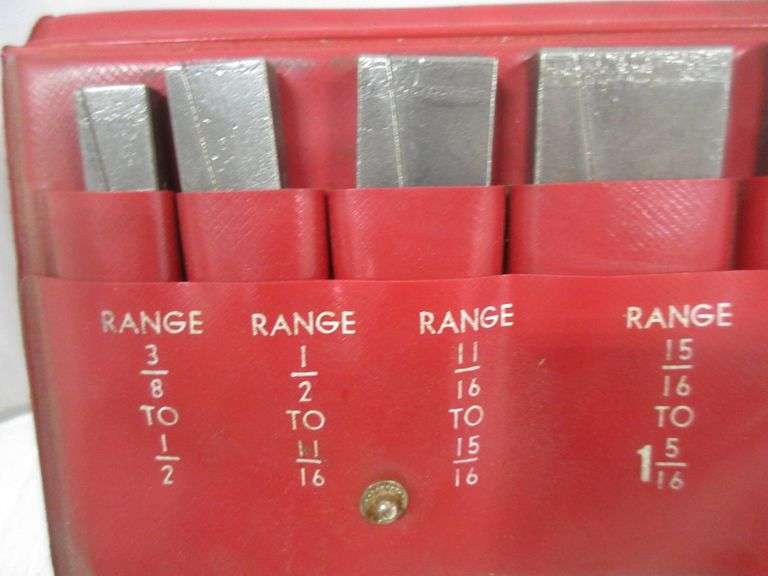 RANGE
3/8
TO
1/2
RANGE
1/2
TO
11/16
RANGE
11/16
TO
15/16
RANGE
15/16
TO
1 5/16